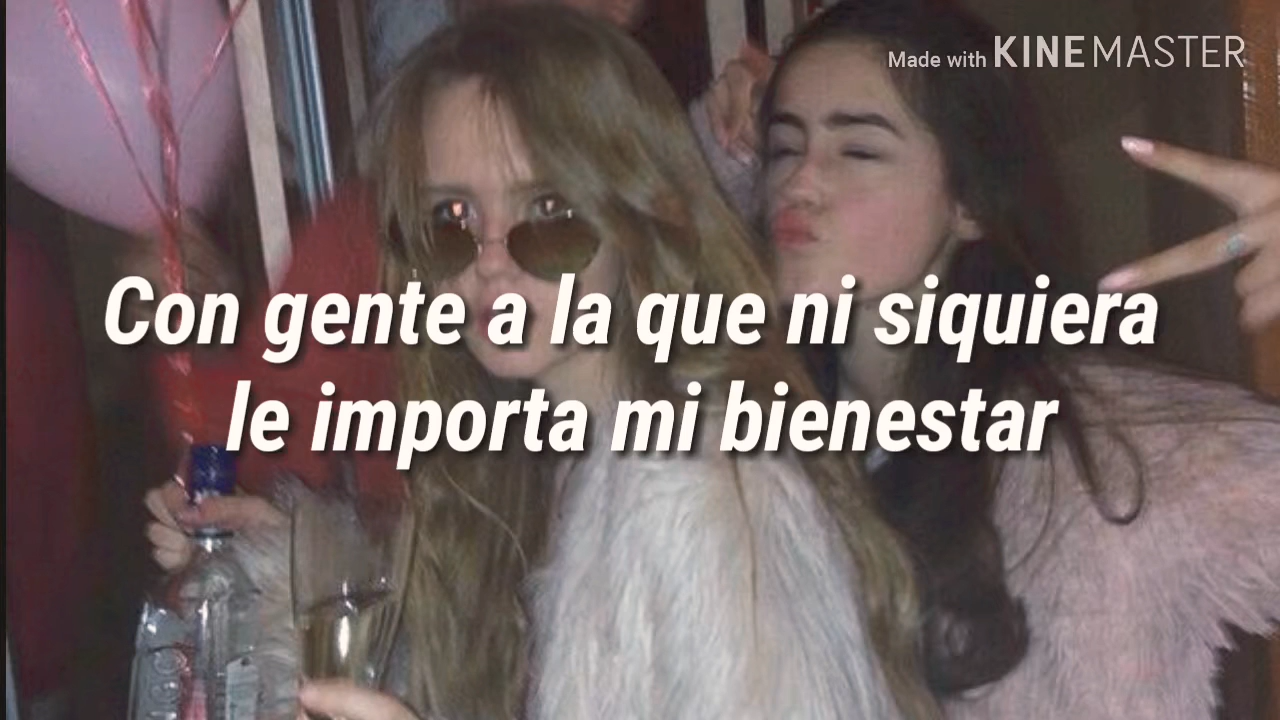 Made with KINEMASTER
Con gente a la que ni siquiera
le importa mi bienestar